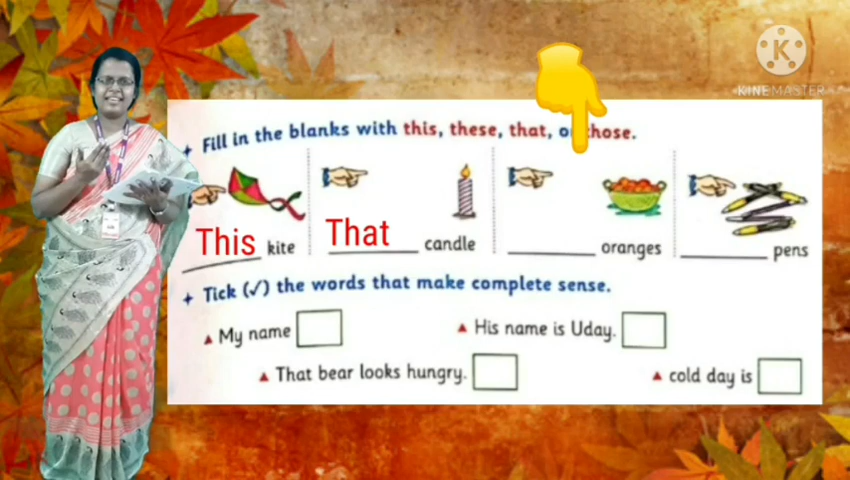 K
KINEMASTER
Fill in the blanks with this, these, that, or those.
This kite
That candle
oranges
pens
Tick (✓) the words that make complete sense.
My name
His name is Uday.
That bear looks hungry.
cold day is